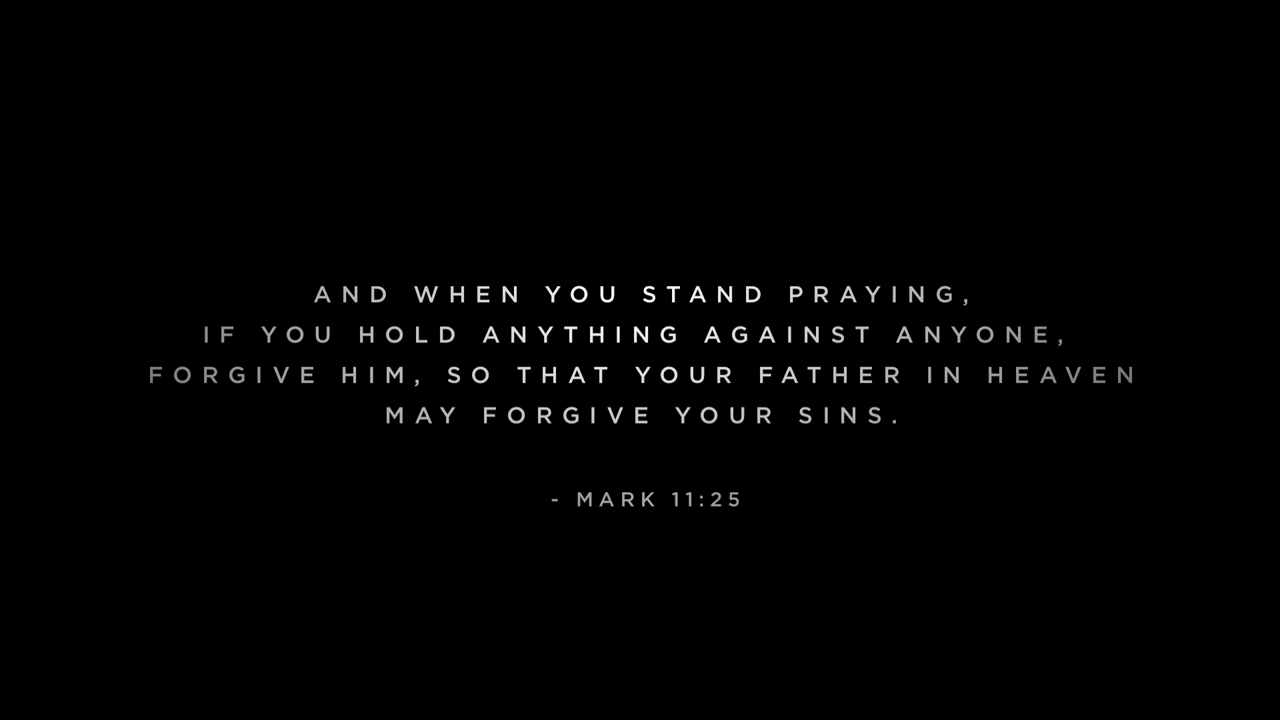 AND WHEN YOU STAND PRAYING,
IF YOU HOLD ANYTHING AGAINST ANYONE,
FORGIVE HIM, SO THAT YOUR FATHER IN HEAVEN
MAY FORGIVE YOUR SINS.
- MARK 11:25